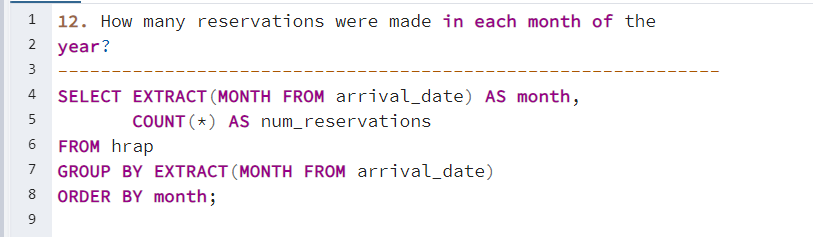 1 12. How many reservations were made in each month of the
2 year?
3 --------------------------------------------------------------
4 SELECT EXTRACT(MONTH FROM arrival_date) AS month,
5 COUNT(*) AS num_reservations
6 FROM hrap
7 GROUP BY EXTRACT(MONTH FROM arrival_date)
8 ORDER BY month;
9